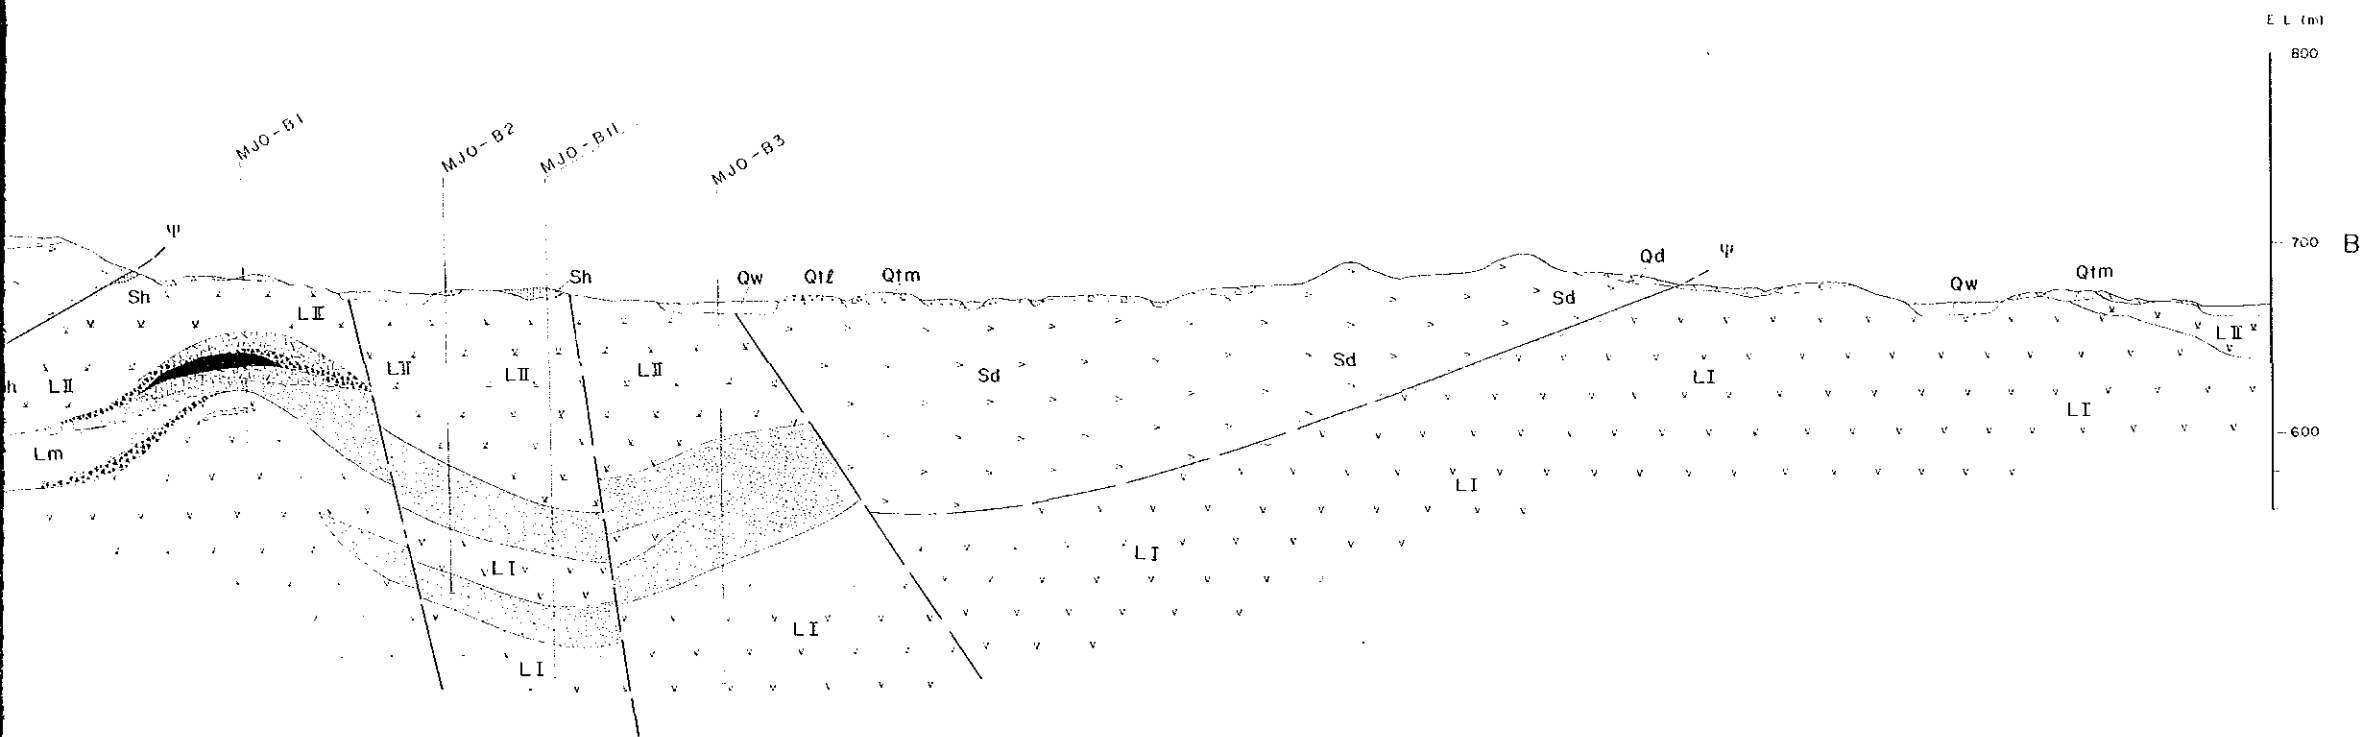 E L (m)
800
MJO-B1
MJO-B2
MJO-B11
MJO-B3
Ψ
700 B
Sh
Sh
Qw
Qtℓ
Qtm
Qd
Ψ
Qw
Qtm
LII
Sd
LII
h LII
LII
LII
LII
Sd
Sd
LI
LI
600
Lm
LI
LI
LI
LI
LI